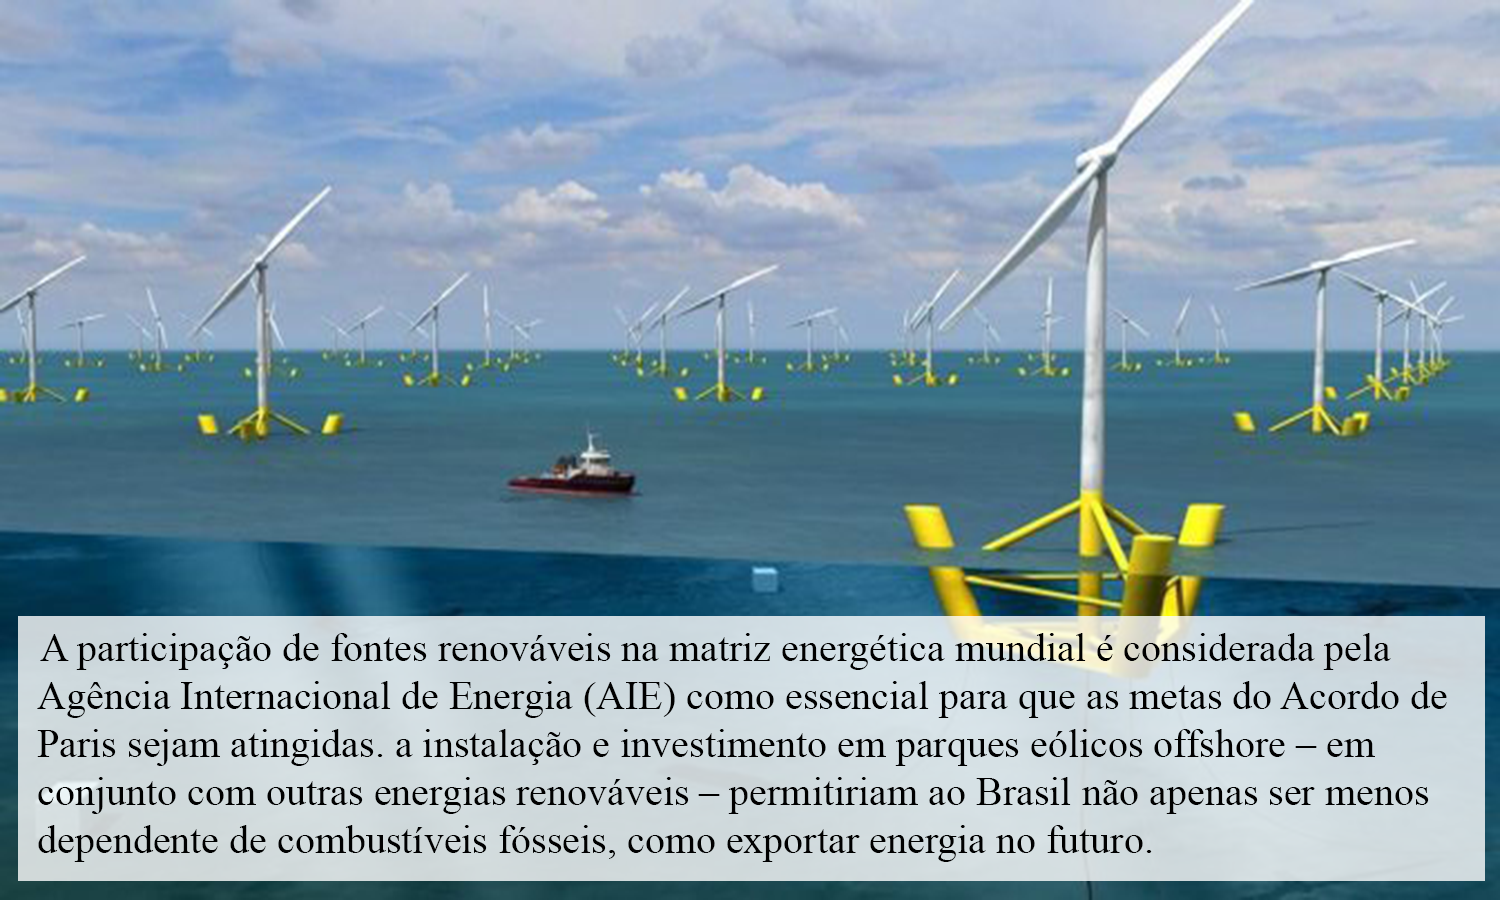 A participação de fontes renováveis na matriz energética mundial é considerada pela
Agência Internacional de Energia (AIE) como essencial para que as metas do Acordo de
Paris sejam atingidas. a instalação e investimento em parques eólicos offshore – em
conjunto com outras energias renováveis – permitiriam ao Brasil não apenas ser menos
dependente de combustíveis fósseis, como exportar energia no futuro.